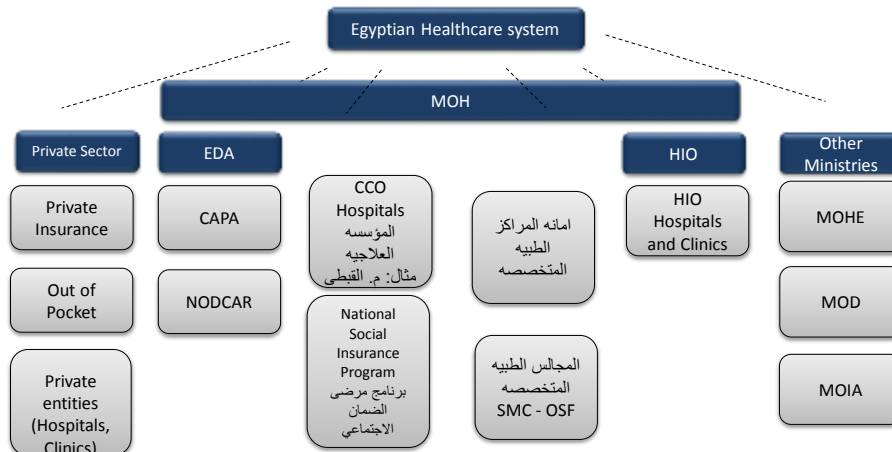 Egyptian Healthcare system
MOH
Private Sector
EDA
HIO
Other
Ministries
Private
Insurance
CAPA
CCO
Hospitals
المؤسسه
العلاجيه
مثال: م. القبطى
امانه المراكز
الطبيه
المتخصصه
HIO
Hospitals
and Clinics
MOHE
Out of
Pocket
NODCAR
National
Social
Insurance
Program
برنامج مرضى
الضمان
الاجتماعي
المجالس الطبيه
المتخصصه
SMC - OSF
MOD
Private
entities
(Hospitals,
Clinics)
MOIA